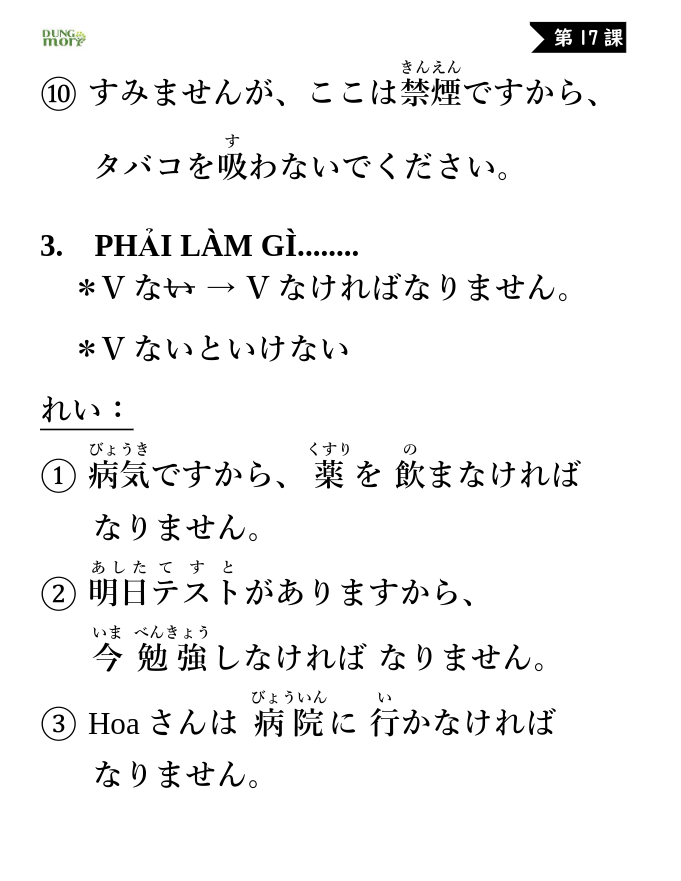 DUNG mori
第17課
きんえん
⑩ すみませんが、ここは禁煙ですから、
す
タバコを吸わないでください。
3. PHẢI LÀM GÌ........
＊V ない → V なければなりません。
＊V ないといけない
れい：
びょうき くすり の
① 病気ですから、薬を 飲まなければ
なりません。
あした てすと
② 明日テストがありますから、
いま べんきょう
今 勉強しなければ なりません。
びょういん い
③ Hoa さんは 病院に 行かなければ
なりません。